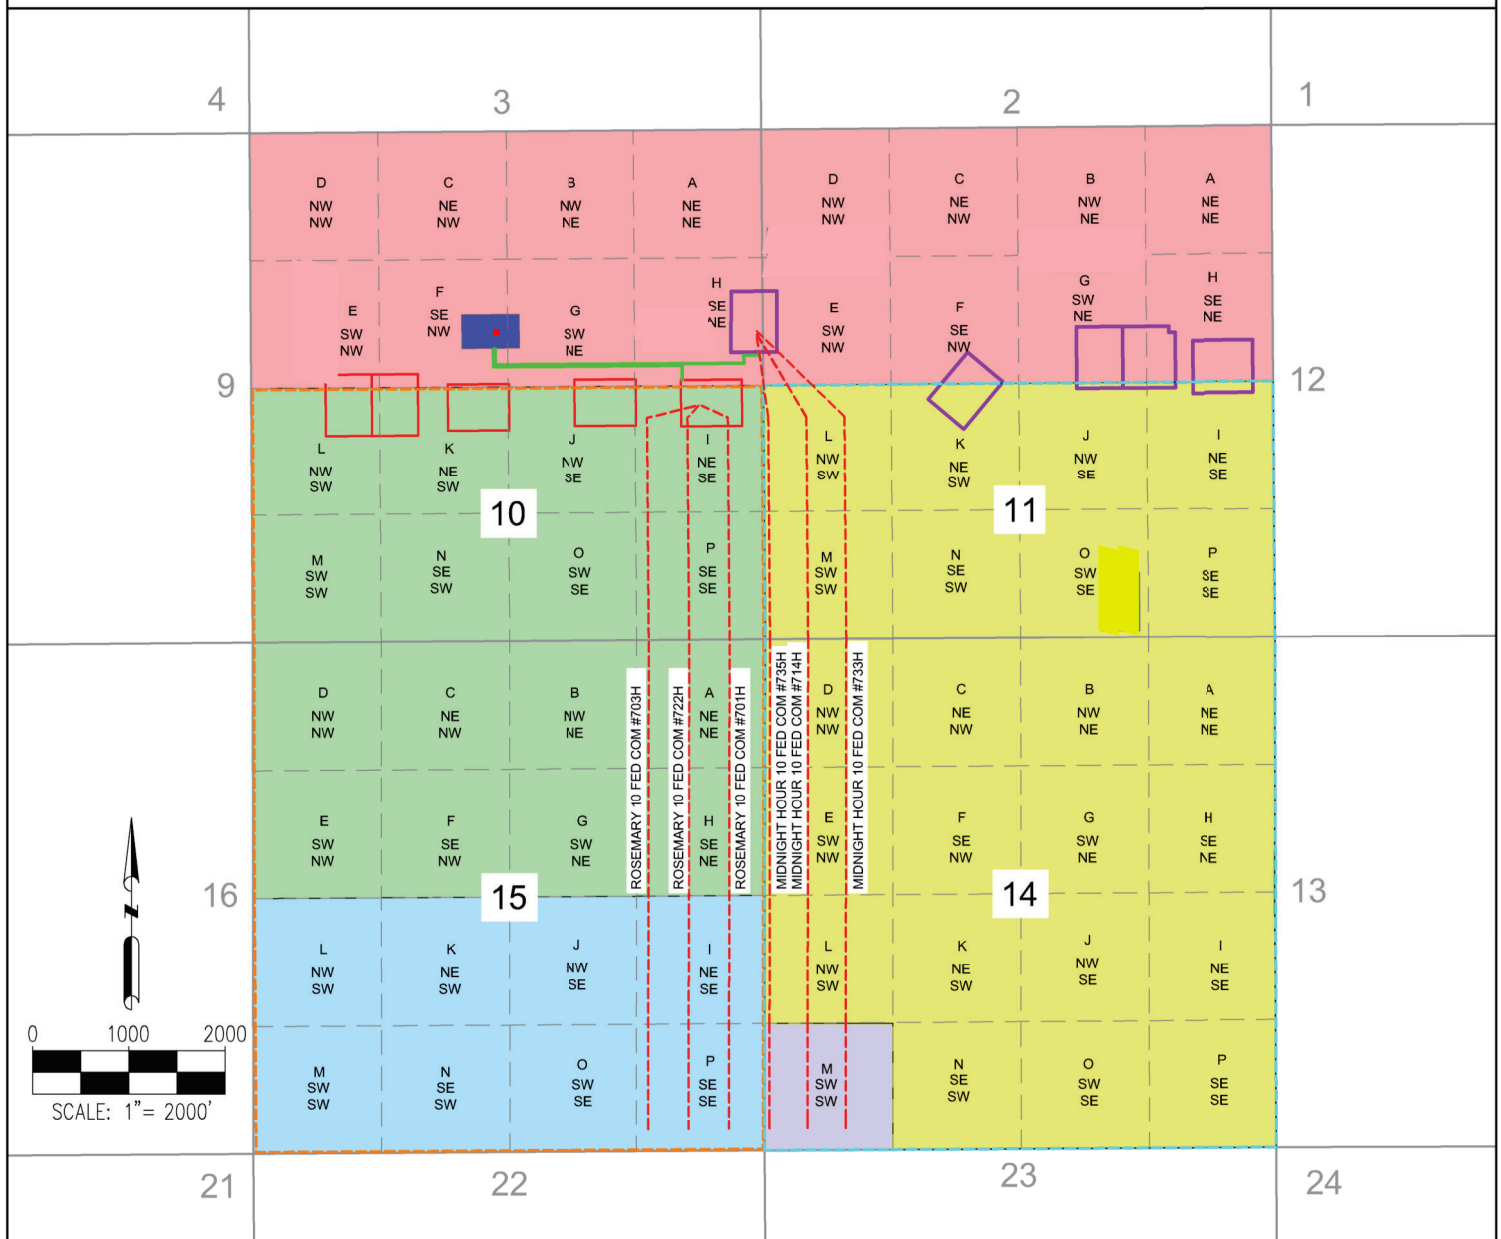 4
3
2
1
D
NW
NW
C
NE
NW
B
NW
NE
A
NE
NE
D
NW
NW
C
NE
NW
B
NW
NE
A
NE
NE
E
SW
NW
F
SE
NW
G
SW
NE
H
SE
NE
E
SW
NW
F
SE
NW
G
SW
NE
H
SE
NE
9
12
L
NW
SW
K
NE
SW
J
NW
SE
I
NE
SE
L
NW
SW
K
NE
SW
J
NW
SE
I
NE
SE
10
11
M
SW
SW
N
SE
SW
O
SW
SE
P
SE
SE
M
SW
SW
N
SE
SW
O
SW
SE
P
SE
SE
D
NW
NW
C
NE
NW
B
NW
NE
A
NE
NE
D
NW
NW
C
NE
NW
B
NW
NE
A
NE
NE
ROSEMARY 10 FED COM #703H
ROSEMARY 10 FED COM #722H
ROSEMARY 10 FED COM #701H
MIDNIGHT HOUR 10 FED COM #735H
MIDNIGHT HOUR 10 FED COM #714H
MIDNIGHT HOUR 10 FED COM #733H
E
SW
NW
F
SE
NW
G
SW
NE
H
SE
NE
E
SW
NW
F
SE
NW
G
SW
NE
H
SE
NE
16
15
14
13
L
NW
SW
K
NE
SW
J
NW
SE
I
NE
SE
L
NW
SW
K
NE
SW
J
NW
SE
I
NE
SE
M
SW
SW
N
SE
SW
O
SW
SE
P
SE
SE
M
SW
SW
N
SE
SW
O
SW
SE
P
SE
SE
N
0 1000 2000
SCALE: 1"= 2000'
21
22
23
24